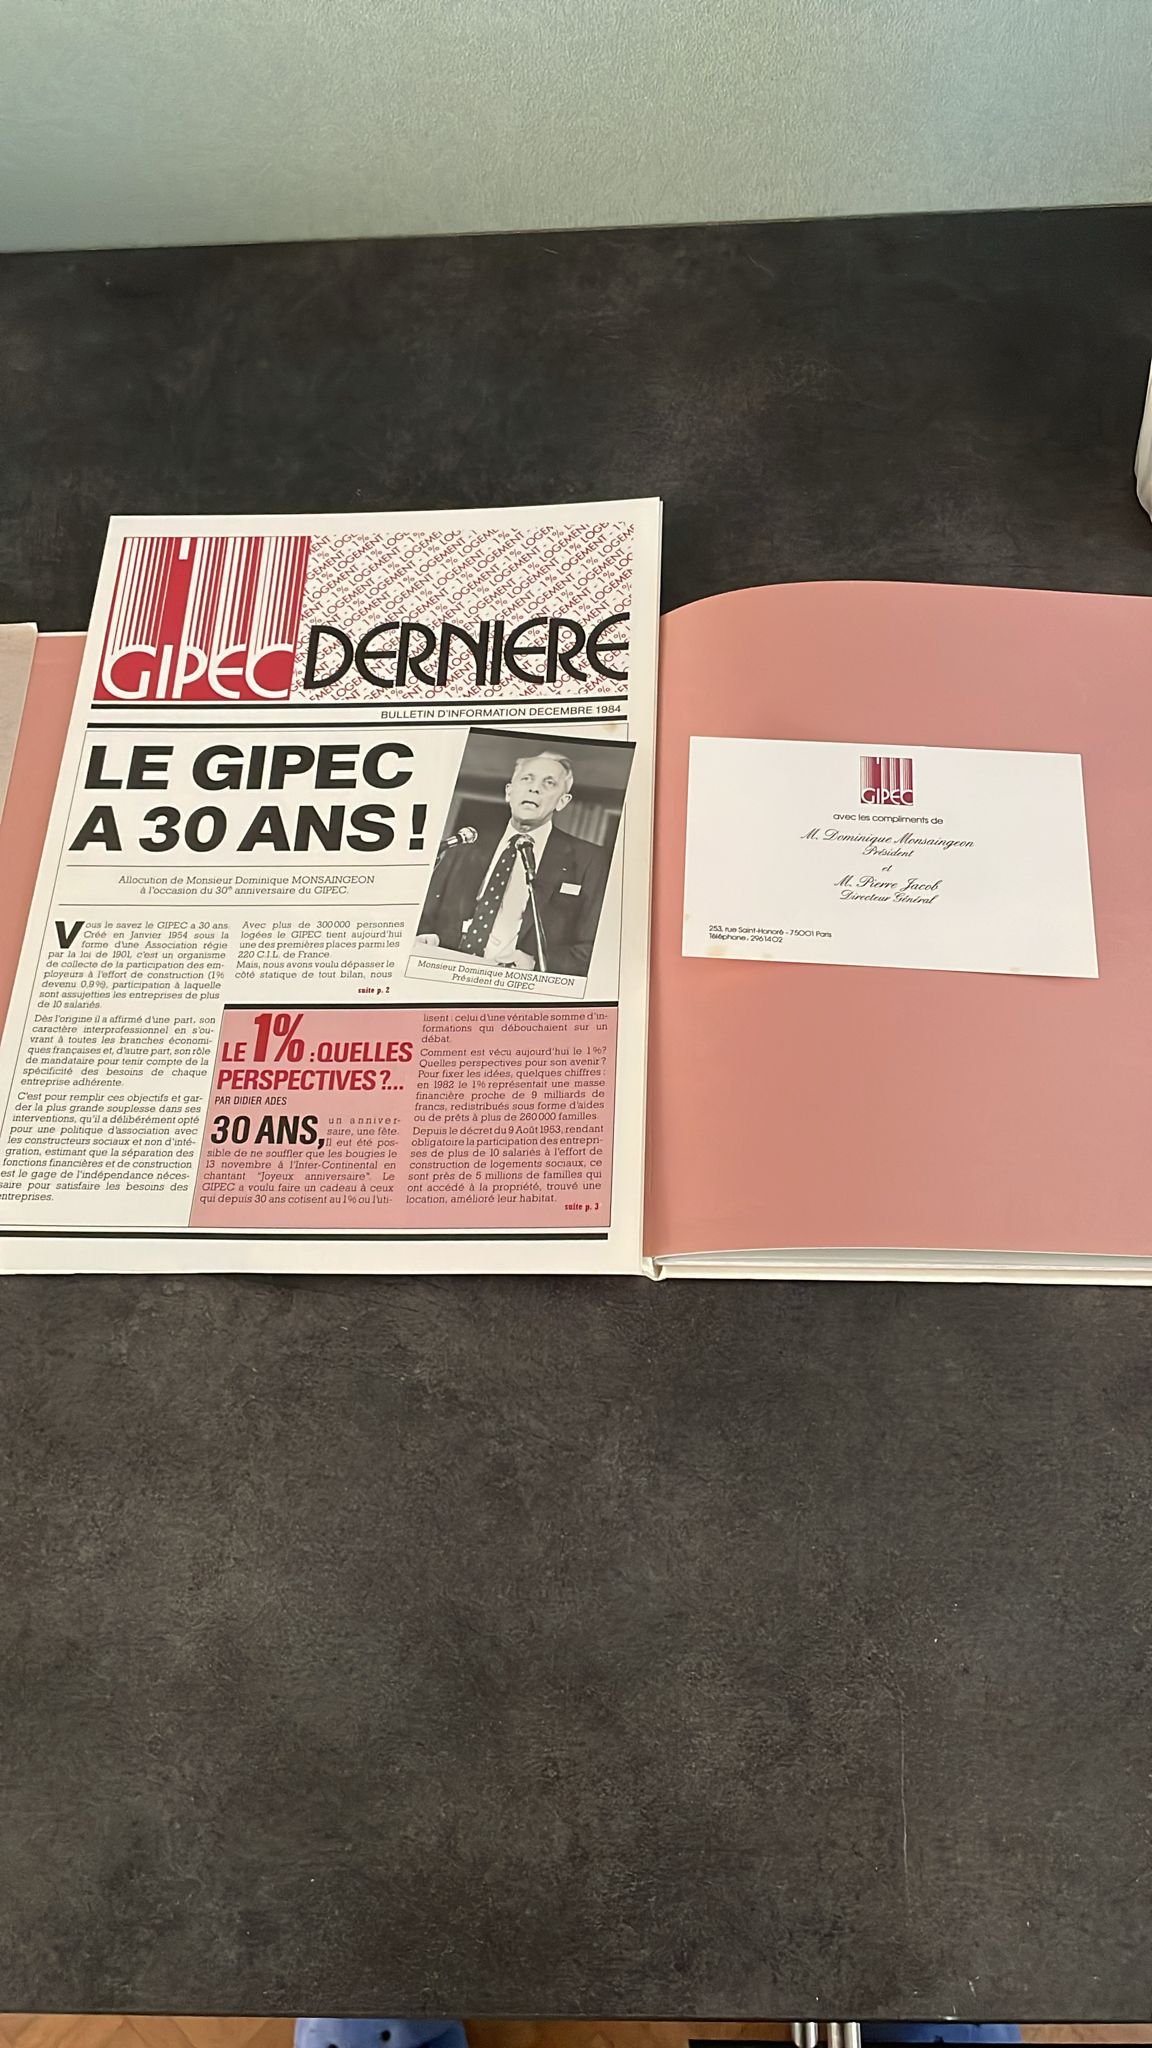 GIPEC DERNIERE
BULLETIN D'INFORMATION DECEMBRE 1984
LE GIPEC
A 30 ANS !
Allocution de Monsieur Dominique MONSAINGEON
à l'occasion du 30e anniversaire du GIPEC.
Vous le savez le GIPEC a 30 ans.
Créé en Janvier 1954 sous la
forme d'une Association régie
par la loi de 1901, c'est un organisme
de collecte de la participation des em-
ployeurs à l'effort de construction (1%
devenu 0,9%), participation à laquelle
sont assujetties les entreprises de plus
de 10 salariés.
Dès l'origine il a affirmé d'une part, son
caractère interprofessionnel en s'ou-
vrant à toutes les branches économi-
ques françaises et, d'autre part, son rôle
de mandataire pour tenir compte de la
spécificité des besoins de chaque
entreprise adhérente.
C'est pour remplir ces objectifs et gar-
der la plus grande souplesse dans ses
interventions, qu'il a délibérément opté
pour une politique d'association avec
les constructeurs sociaux et non d'inté-
gration, estimant que la séparation des
fonctions financières et de construction
est le gage de l'indépendance néces-
saire pour satisfaire les besoins des
entreprises.
Avec plus de 300 000 personnes
logées le GIPEC tient aujourd'hui
une des premières places parmi les
220 C.I.L. de France.
Mais, nous avons voulu dépasser le
côté statique de tout bilan, nous
suite p. 2
Monsieur Dominique MONSAINGEON
Président du GIPEC
LE 1% : QUELLES
PERSPECTIVES ?...
PAR DIDIER ADES
30 ANS, un anniver-
saire, une fête.
Il eut été pos-
sible de ne souffler que les bougies le
13 novembre à l'Inter-Continental en
chantant "Joyeux anniversaire". Le
GIPEC a voulu faire un cadeau à ceux
qui depuis 30 ans cotisent au 1% ou l'uti-
lisent : celui d'une véritable somme d'in-
formations qui débouchaient sur un
débat.
Comment est vécu aujourd'hui le 1%?
Quelles perspectives pour son avenir ?
Pour fixer les idées, quelques chiffres :
en 1982 le 1% représentait une masse
financière proche de 9 milliards de
francs, redistribués sous forme d'aides
ou de prêts à plus de 260 000 familles.
Depuis le décret du 9 Août 1953, rendant
obligatoire la participation des entrepri-
ses de plus de 10 salariés à l'effort de
construction de logements sociaux, ce
sont près de 5 millions de familles qui
ont accédé à la propriété, trouvé une
location, amélioré leur habitat.
suite p. 3
GIPEC
avec les compliments de
M. Dominique Monsaingeon
Président
et
M. Pierre Jacob
Directeur Général
253, rue Saint-Honoré - 75001 Paris
Téléphone : 2961402